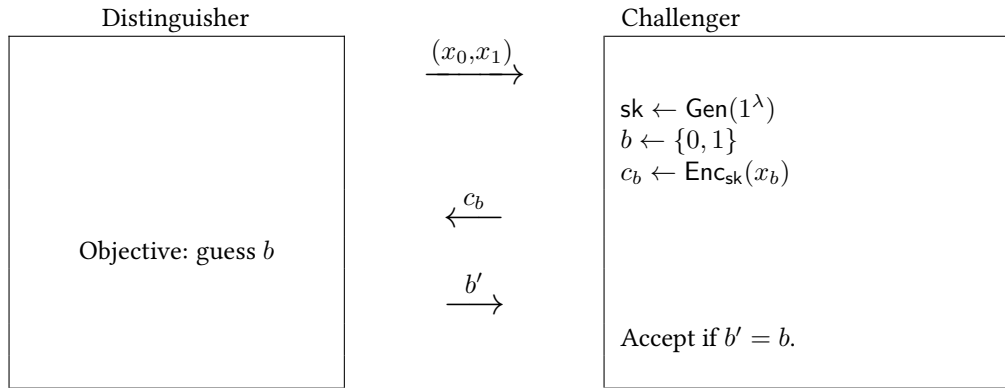 Distinguisher
Challenger
(x_0,x_1)
sk ← Gen(1^λ)
b ← {0, 1}
c_b ← Enc_sk(x_b)
c_b
Objective: guess b
b′
Accept if b′ = b.